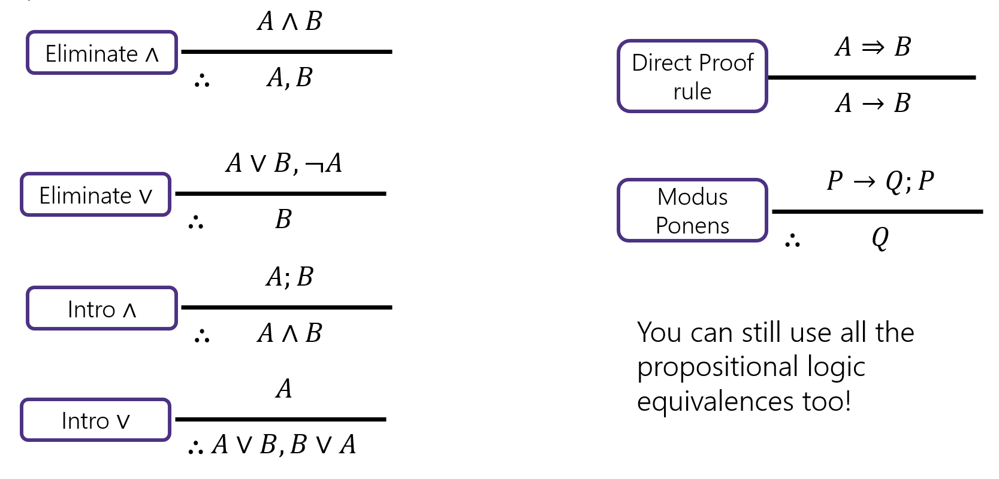 A ∧ B
Eliminate ∧
∴ A, B
A ∨ B, ¬A
Eliminate ∨
∴ B
A; B
Intro ∧
∴ A ∧ B
A
Intro ∨
∴ A ∨ B, B ∨ A
A ⇒ B
Direct Proof
rule
A → B
P → Q; P
Modus
Ponens
∴ Q
You can still use all the
propositional logic
equivalences too!